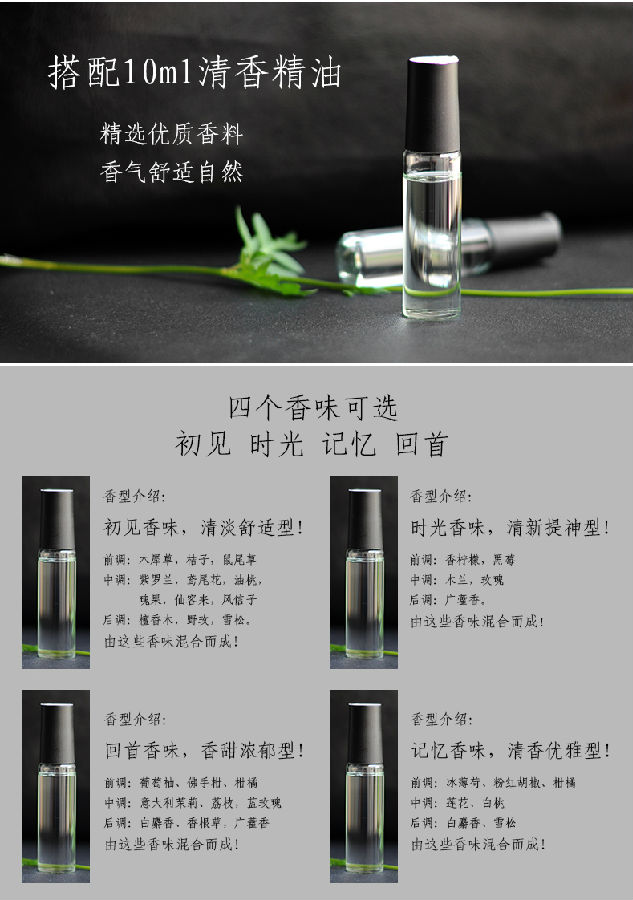 搭配10ml清香精油
精选优质香料
香气舒适自然
四个香味可选
初见 时光 记忆 回首
香型介绍:
初见香味，清淡舒适型!
前调: 木犀草，桔子，鼠尾草
中调: 紫罗兰，鸢尾花，油桃，
瑰果，仙客来，风信子
后调: 檀香木，野玫，雪松。
由这些香味混合而成!
香型介绍:
时光香味，清新提神型!
前调: 香柠檬，黑莓
中调: 木兰，玫瑰
后调: 广藿香。
由这些香味混合而成!
香型介绍:
回首香味，香甜浓郁型!
前调: 葡萄柚、佛手柑、柑橘
中调: 意大利茉莉、荔枝，蓝玫瑰
后调: 白麝香、香根草，广藿香
由这些香味混合而成!
香型介绍:
记忆香味，清香优雅型!
前调: 冰薄荷、粉红胡椒、柑橘
中调: 莲花、白桃
后调: 白麝香、雪松
由这些香味混合而成!